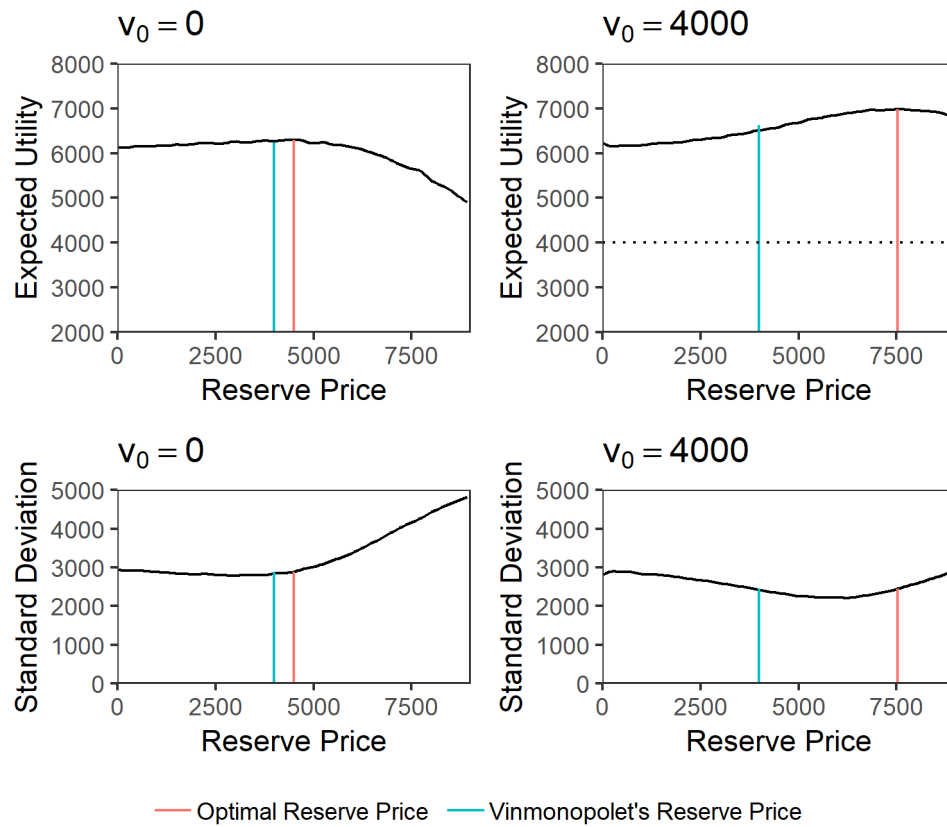 v₀ = 0
Expected Utility
8000
7000
6000
5000
4000
3000
2000
0 2500 5000 7500
Reserve Price
v₀ = 4000
Expected Utility
8000
7000
6000
5000
4000
3000
2000
0 2500 5000 7500
Reserve Price
v₀ = 0
Standard Deviation
5000
4000
3000
2000
1000
0
0 2500 5000 7500
Reserve Price
v₀ = 4000
Standard Deviation
5000
4000
3000
2000
1000
0
0 2500 5000 7500
Reserve Price
Optimal Reserve Price Vinmonopolet's Reserve Price